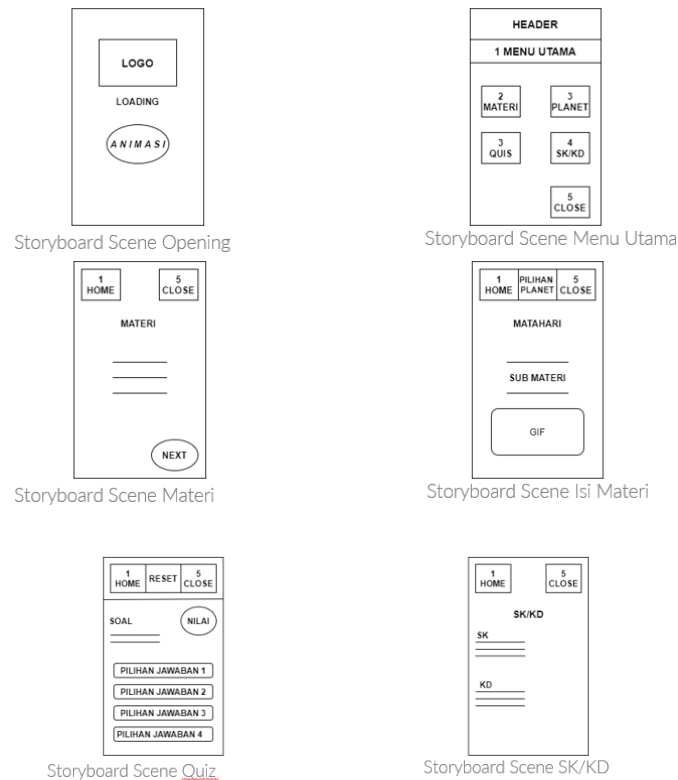 LOGO
LOADING
ANIMASI
Storyboard Scene Opening
HEADER
1 MENU UTAMA
2
MATERI
3
PLANET
3
QUIS
4
SK/KD
5
CLOSE
Storyboard Scene Menu Utama
1
HOME
5
CLOSE
MATERI
NEXT
Storyboard Scene Materi
1
HOME
PILIHAN
PLANET
5
CLOSE
MATAHARI
SUB MATERI
GIF
Storyboard Scene Isi Materi
1
HOME
RESET
5
CLOSE
SOAL
NILAI
PILIHAN JAWABAN 1
PILIHAN JAWABAN 2
PILIHAN JAWABAN 3
PILIHAN JAWABAN 4
Storyboard Scene Quiz
1
HOME
5
CLOSE
SK/KD
SK
KD
Storyboard Scene SK/KD